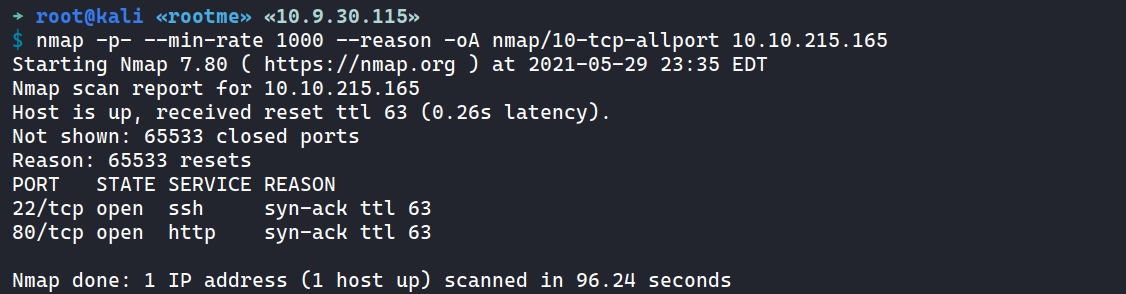 → root@kali «rootme» «10.9.30.115»
$ nmap -p- --min-rate 1000 --reason -oA nmap/10-tcp-allport 10.10.215.165
Starting Nmap 7.80 ( https://nmap.org ) at 2021-05-29 23:35 EDT
Nmap scan report for 10.10.215.165
Host is up, received reset ttl 63 (0.26s latency).
Not shown: 65533 closed ports
Reason: 65533 resets
PORT   STATE SERVICE REASON
22/tcp open  ssh     syn-ack ttl 63
80/tcp open  http    syn-ack ttl 63
Nmap done: 1 IP address (1 host up) scanned in 96.24 seconds